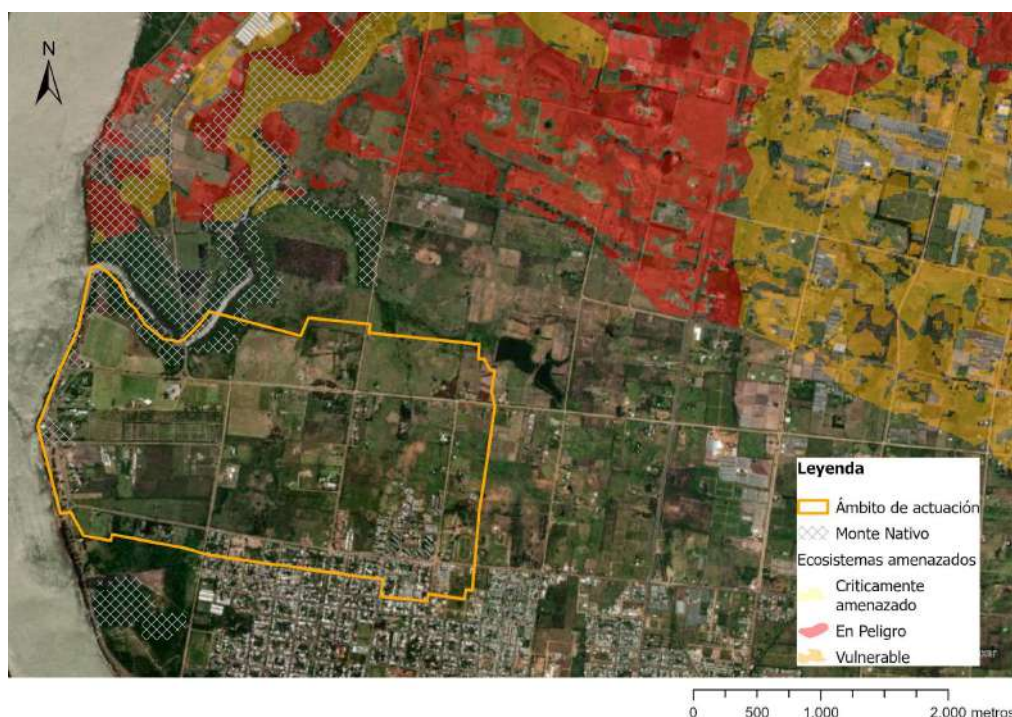 N
Leyenda
Ámbito de actuación
Monte Nativo
Ecosistemas amenazados
Criticamente
amenazado
En Peligro
Vulnerable
0 500 1.000 2.000 metros